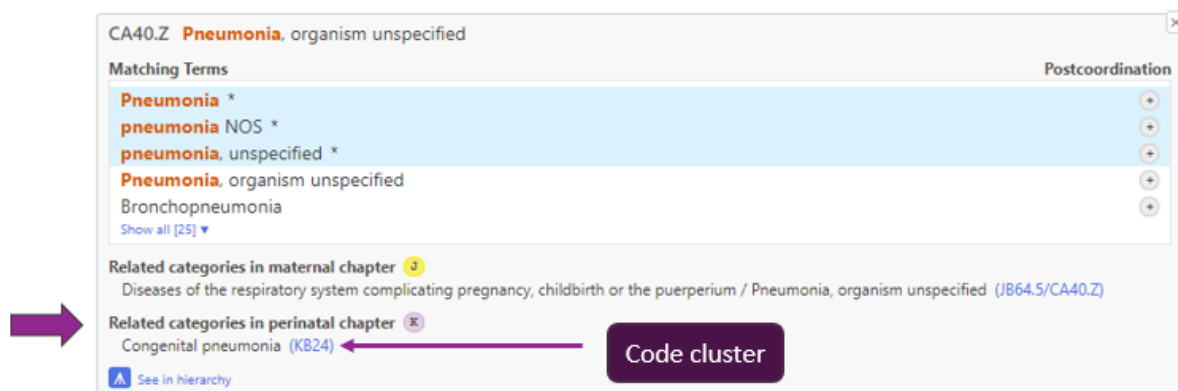 CA40.Z Pneumonia, organism unspecified
Matching Terms Postcoordination
Pneumonia *
pneumonia NOS *
pneumonia, unspecified *
Pneumonia, organism unspecified
Bronchopneumonia
Show all [25] ▼
Related categories in maternal chapter J
Diseases of the respiratory system complicating pregnancy, childbirth or the puerperium / Pneumonia, organism unspecified (JB64.5/CA40.Z)
Related categories in perinatal chapter K
Congenital pneumonia (KB24)
Code cluster
See in hierarchy